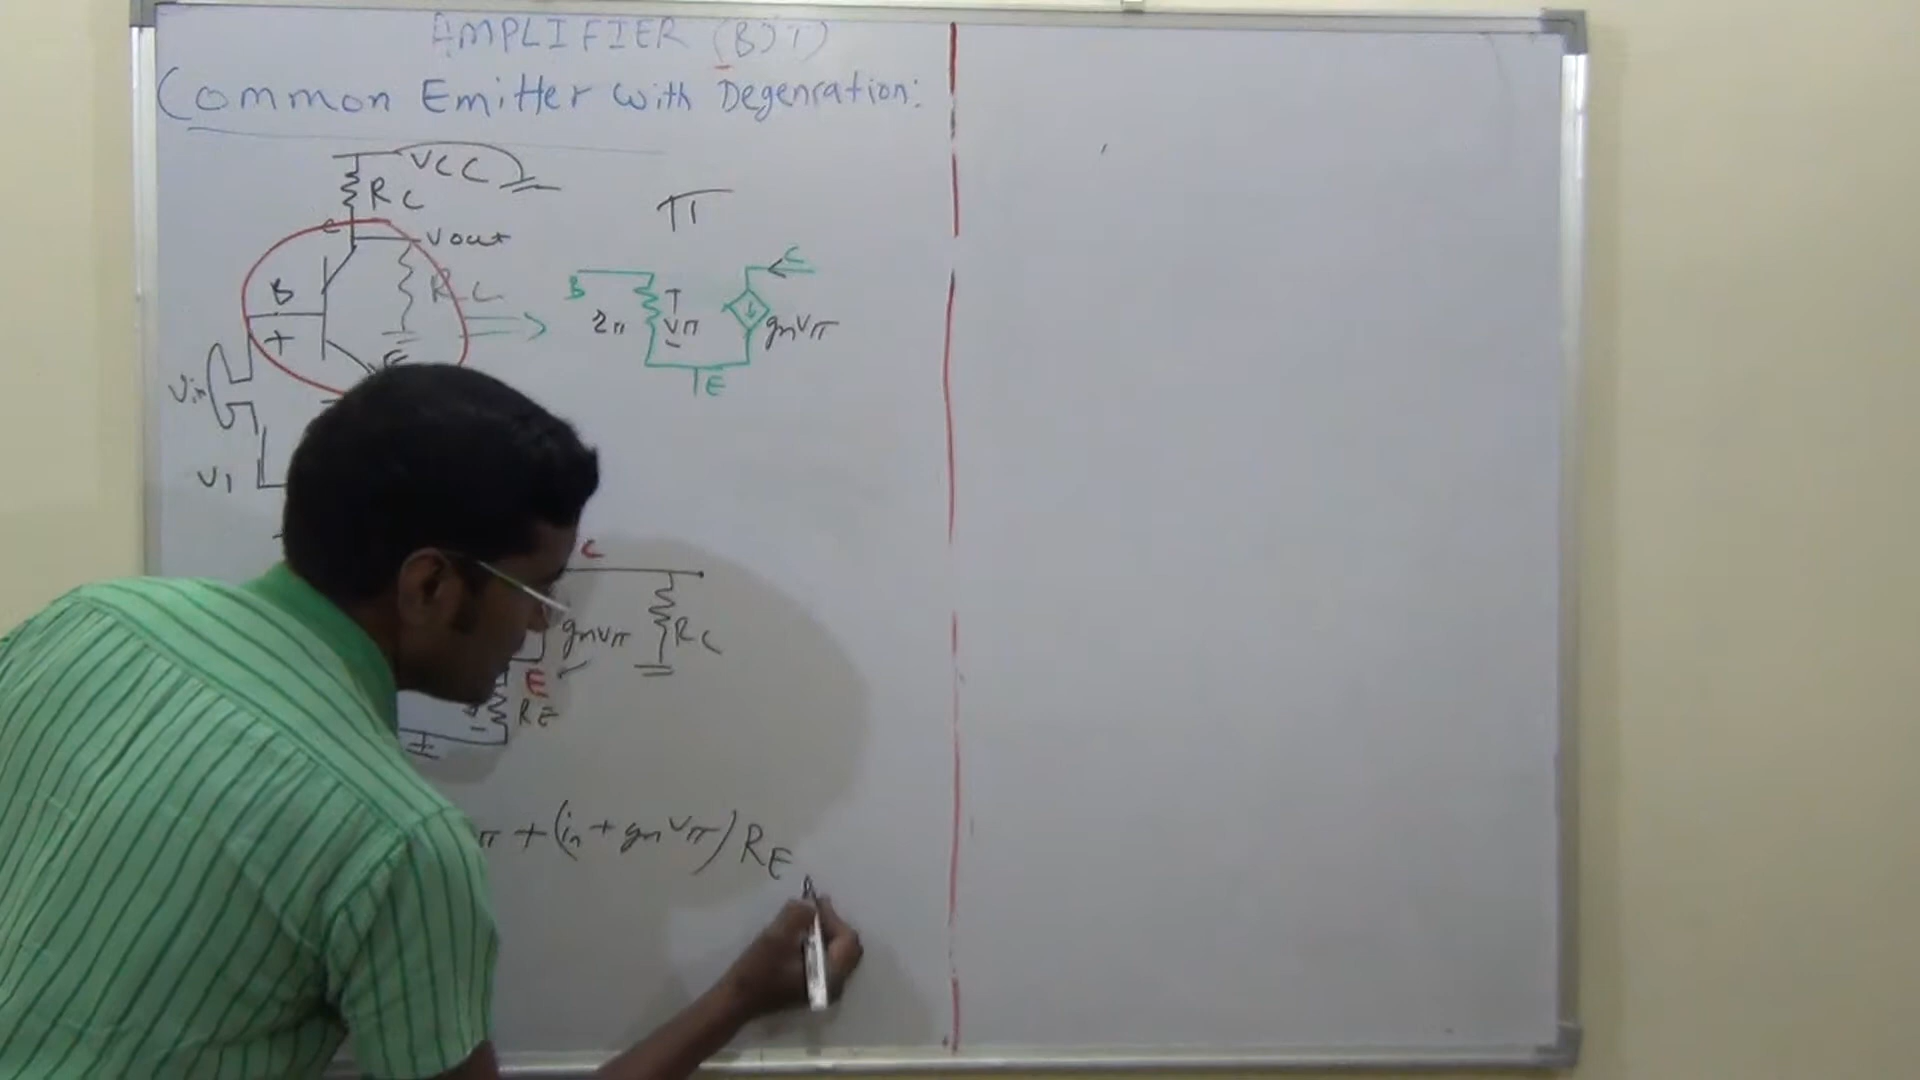 AMPLIFIER (BJT)
Common Emitter with Degenration:
VCC
RC
C
Vout
B
RC
+
E
Vin
V1
π
B
C
rπ
+
Vπ
-
gmVπ
E
C
gmVπ
RC
E
RE
-
π + (in + gmVπ) RE